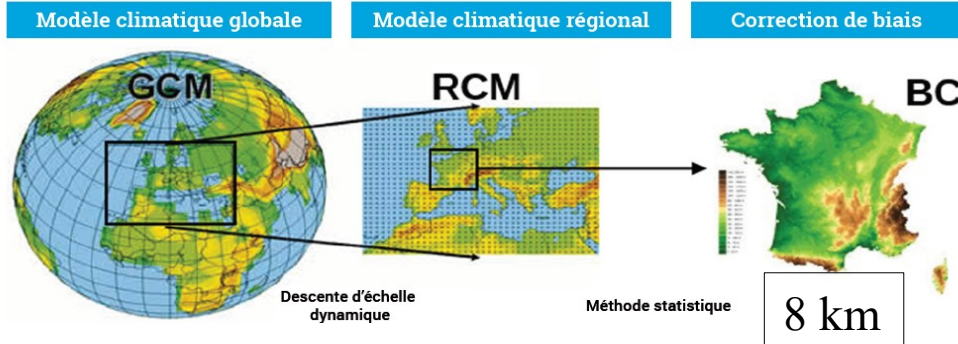 Modèle climatique globale
Modèle climatique régional
Correction de biais
GCM
RCM
BC
Descente d'échelle
dynamique
Méthode statistique
8 km